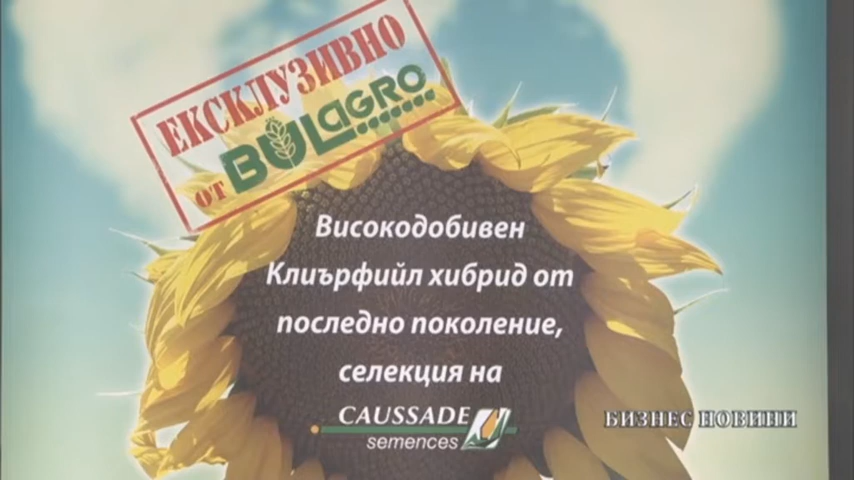 ЕКСКЛУЗИВНО
от BULAGRO
Високодобивен
Клиърфийл хибрид от
последно поколение,
селекция на
CAUSSADE
semences
БИЗНЕС НОВИНИ